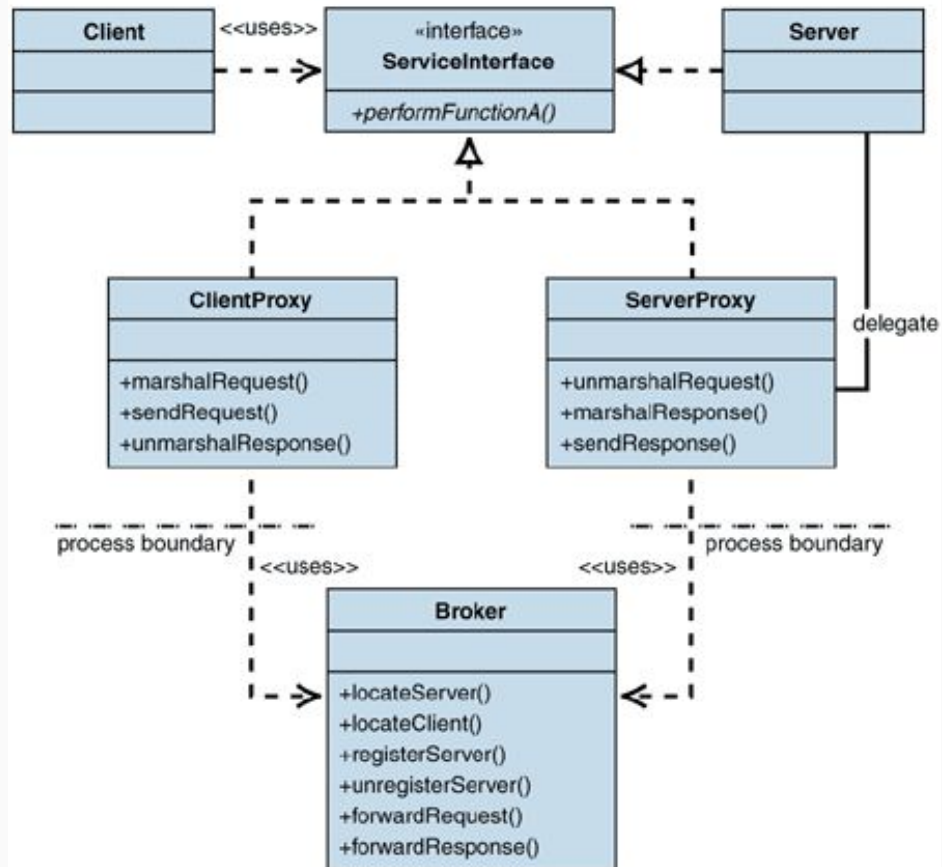 Client
<<uses>>
«interface»
ServiceInterface
+performFunctionA()
Server
ClientProxy
+marshalRequest()
+sendRequest()
+unmarshalResponse()
ServerProxy
+unmarshalRequest()
+marshalResponse()
+sendResponse()
delegate
process boundary
<<uses>>
<<uses>>
process boundary
Broker
+locateServer()
+locateClient()
+registerServer()
+unregisterServer()
+forwardRequest()
+forwardResponse()